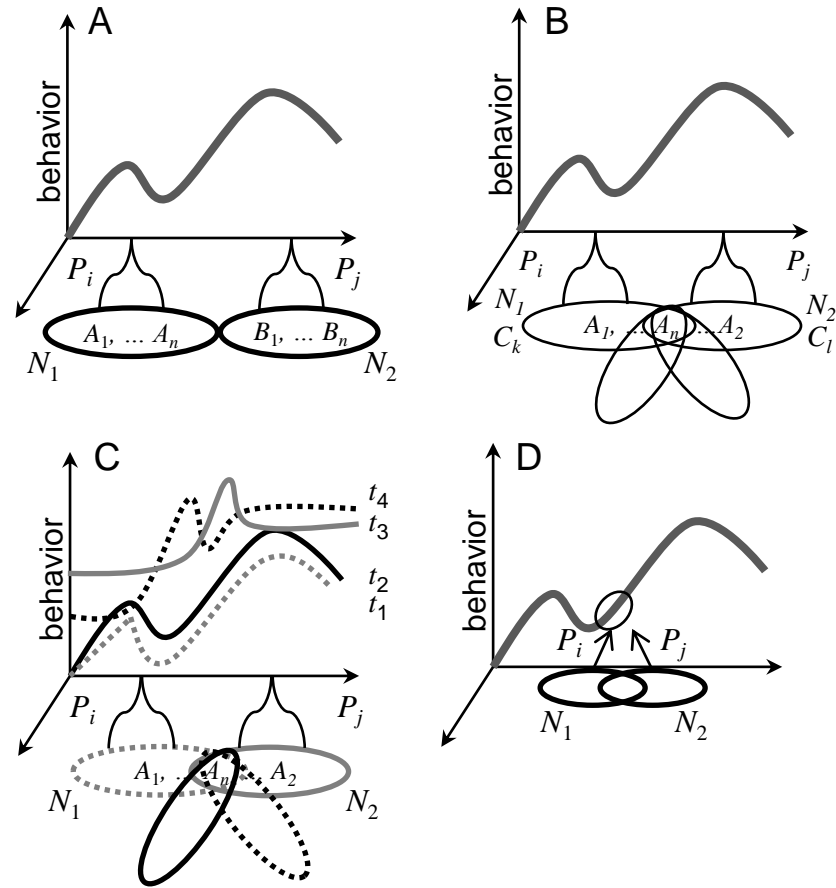 A
behavior
P_i
P_j
A_1, ... A_n
B_1, ... B_n
N_1
N_2
B
behavior
P_i
P_j
N_1
N_2
A_1, ... A_n ...A_2
C_k
C_l
C
behavior
t_4
t_3
t_2
t_1
P_i
P_j
A_1, ... A_n
A_2
N_1
N_2
D
behavior
P_i
P_j
N_1
N_2